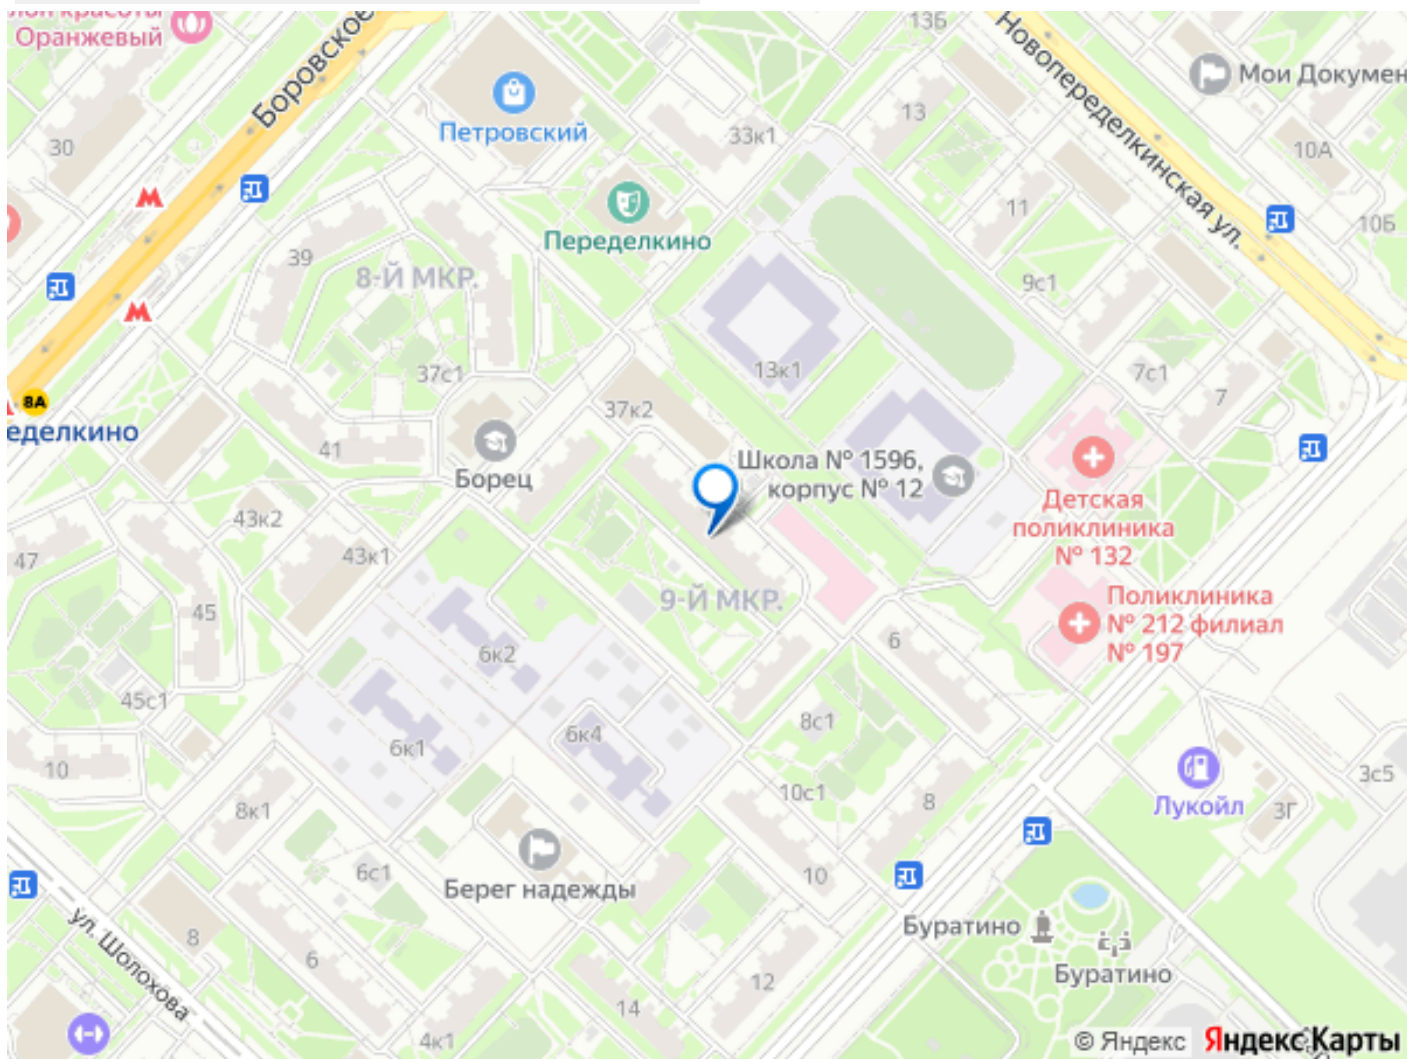 Оранжевый
Боровское
13Б
Новопеределкинская ул.
Мои Докумен
30
Петровский
33к1
13
10А
11
10Б
39
Переделкино
8-Й МКР.
9с1
13к1
7с1
37с1
7
8А
37к2
еделкино
41
Борец
Школа № 1596,
корпус № 12
Детская
поликлиника
№ 132
43к2
43к1
47
9-Й МКР.
Поликлиника
№ 212 филиал
№ 197
45
6
6к2
45с1
8с1
6к4
6к1
10
3с5
10с1
8
Лукойл
3Г
8к1
6с1
10
Берег надежды
ул. Шолохова
8
Буратино
6
Буратино
12
14
4к1
© Яндекс Яндекс Карты